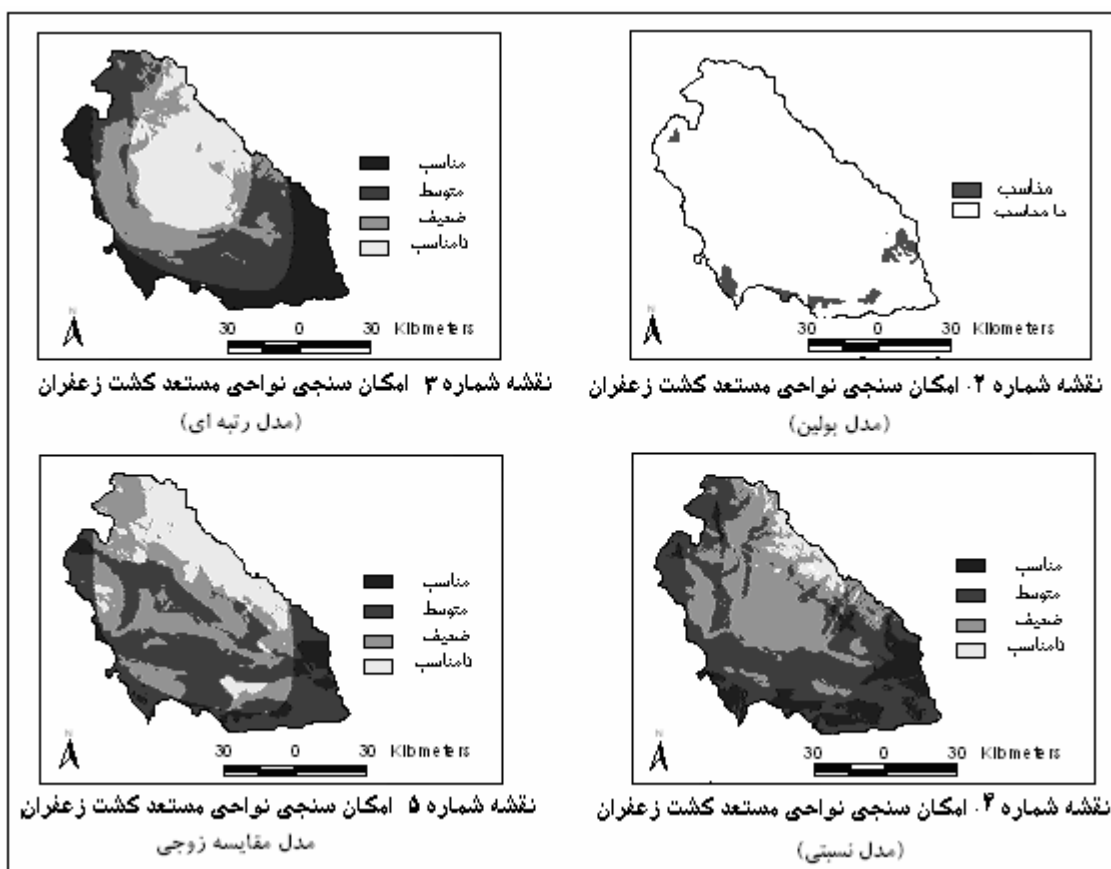 مناسب
نا مناسب
N
30 0 30 Kilometers
نقشه شماره ۲. امکان سنجی نواحی مستعد کشت زعفران
(مدل بولین)
مناسب
متوسط
ضعیف
نامناسب
N
30 0 30 Kilometers
نقشه شماره ۳ امکان سنجی نواحی مستعد کشت زعفران
(مدل رتبه ای)
مناسب
متوسط
ضعیف
نامناسب
N
30 0 30 Kilometers
نقشه شماره ۴. امکان سنجی نواحی مستعد کشت زعفران
(مدل نسبتی)
مناسب
متوسط
ضعیف
نامناسب
N
30 0 30 Kilometers
نقشه شماره ۵ امکان سنجی نواحی مستعد کشت زعفران
مدل مقایسه زوجی